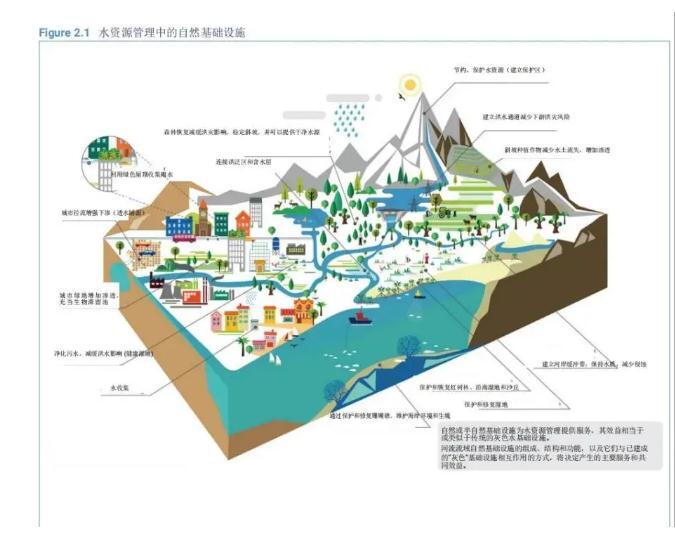 Figure 2.1 水资源管理中的自然基础设施
节约、保护水资源（建立保护区）
建立洪水通道减少下游洪灾风险
森林恢复减缓洪灾影响，稳定斜坡，并可以提供干净水源
斜坡种植作物减少水土流失，增加渗透
连接洪泛区和含水层
利用绿色屋顶收集雨水
城市径流增强下渗（透水铺面）
城市绿地增加渗透，
充当生物滞留池
净化污水，减缓洪水影响 (健康湿地)
水收集
建立河岸缓冲带，保持水质，减少侵蚀
保护和恢复红树林、沿海湿地和沙丘
保护和修复湿地
通过保护和修复珊瑚礁，维护海岸环境和生境
自然或半自然基础设施为水资源管理提供服务，其效益相当于
或类似于传统的灰色水基础设施。
河流流域自然基础设施的组成、结构和功能，以及它们与已建成
的“灰色”基础设施相互作用的方式，将决定产生的主要服务和共
同效益。